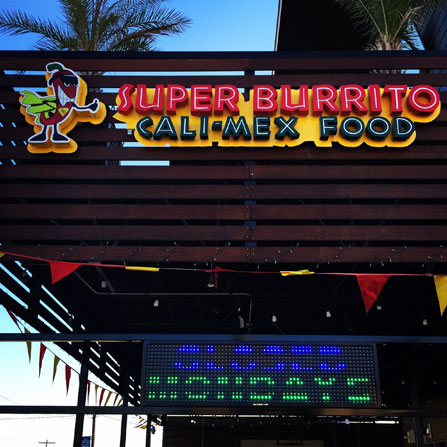 SUPER BURRITO
CALI-MEX FOOD
CLOSED
MONDAYS